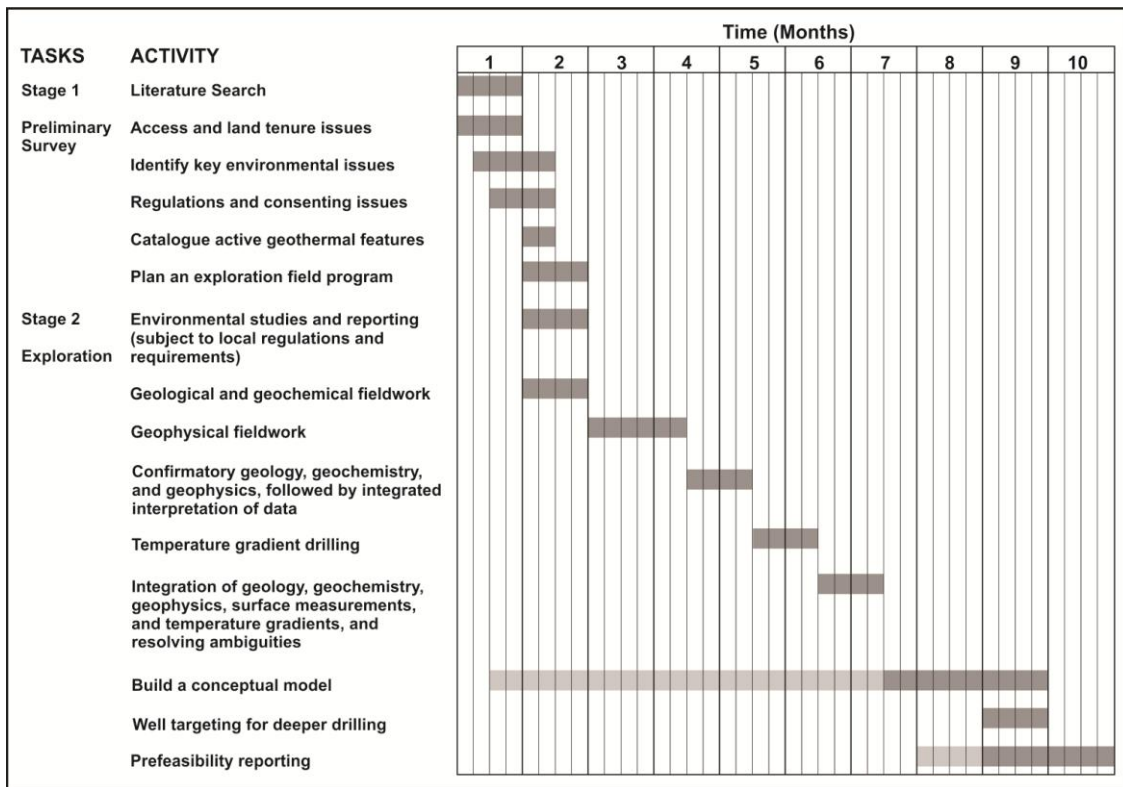 Time (Months)
TASKS ACTIVITY 1 2 3 4 5 6 7 8 9 10
Stage 1 Literature Search
Preliminary Access and land tenure issues
Survey
Identify key environmental issues
Regulations and consenting issues
Catalogue active geothermal features
Plan an exploration field program
Stage 2 Environmental studies and reporting
(subject to local regulations and
Exploration requirements)
Geological and geochemical fieldwork
Geophysical fieldwork
Confirmatory geology, geochemistry,
and geophysics, followed by integrated
interpretation of data
Temperature gradient drilling
Integration of geology, geochemistry,
geophysics, surface measurements,
and temperature gradients, and
resolving ambiguities
Build a conceptual model
Well targeting for deeper drilling
Prefeasibility reporting